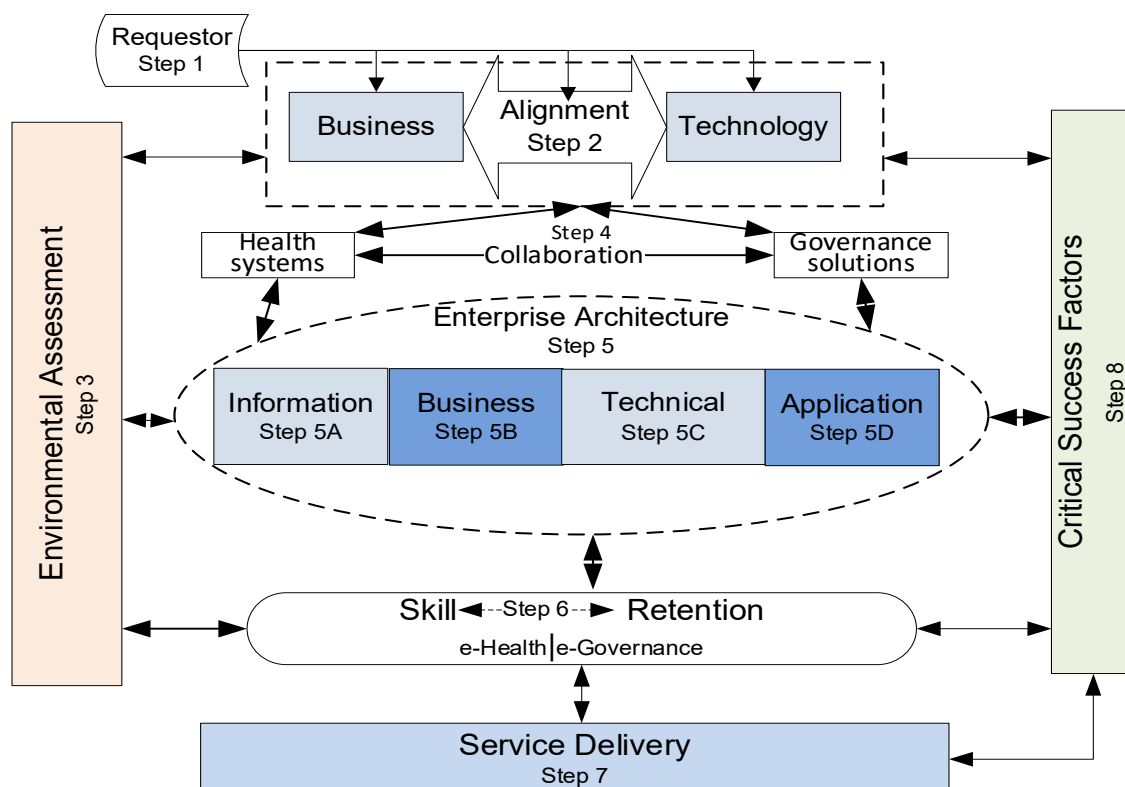 Requestor
Step 1
Business
Alignment
Step 2
Technology
Environmental Assessment
Step 3
Health
systems
Step 4
Collaboration
Governance
solutions
Enterprise Architecture
Step 5
Information
Step 5A
Business
Step 5B
Technical
Step 5C
Application
Step 5D
Critical Success Factors
Step 8
Skill Step 6 Retention
e-Health|e-Governance
Service Delivery
Step 7